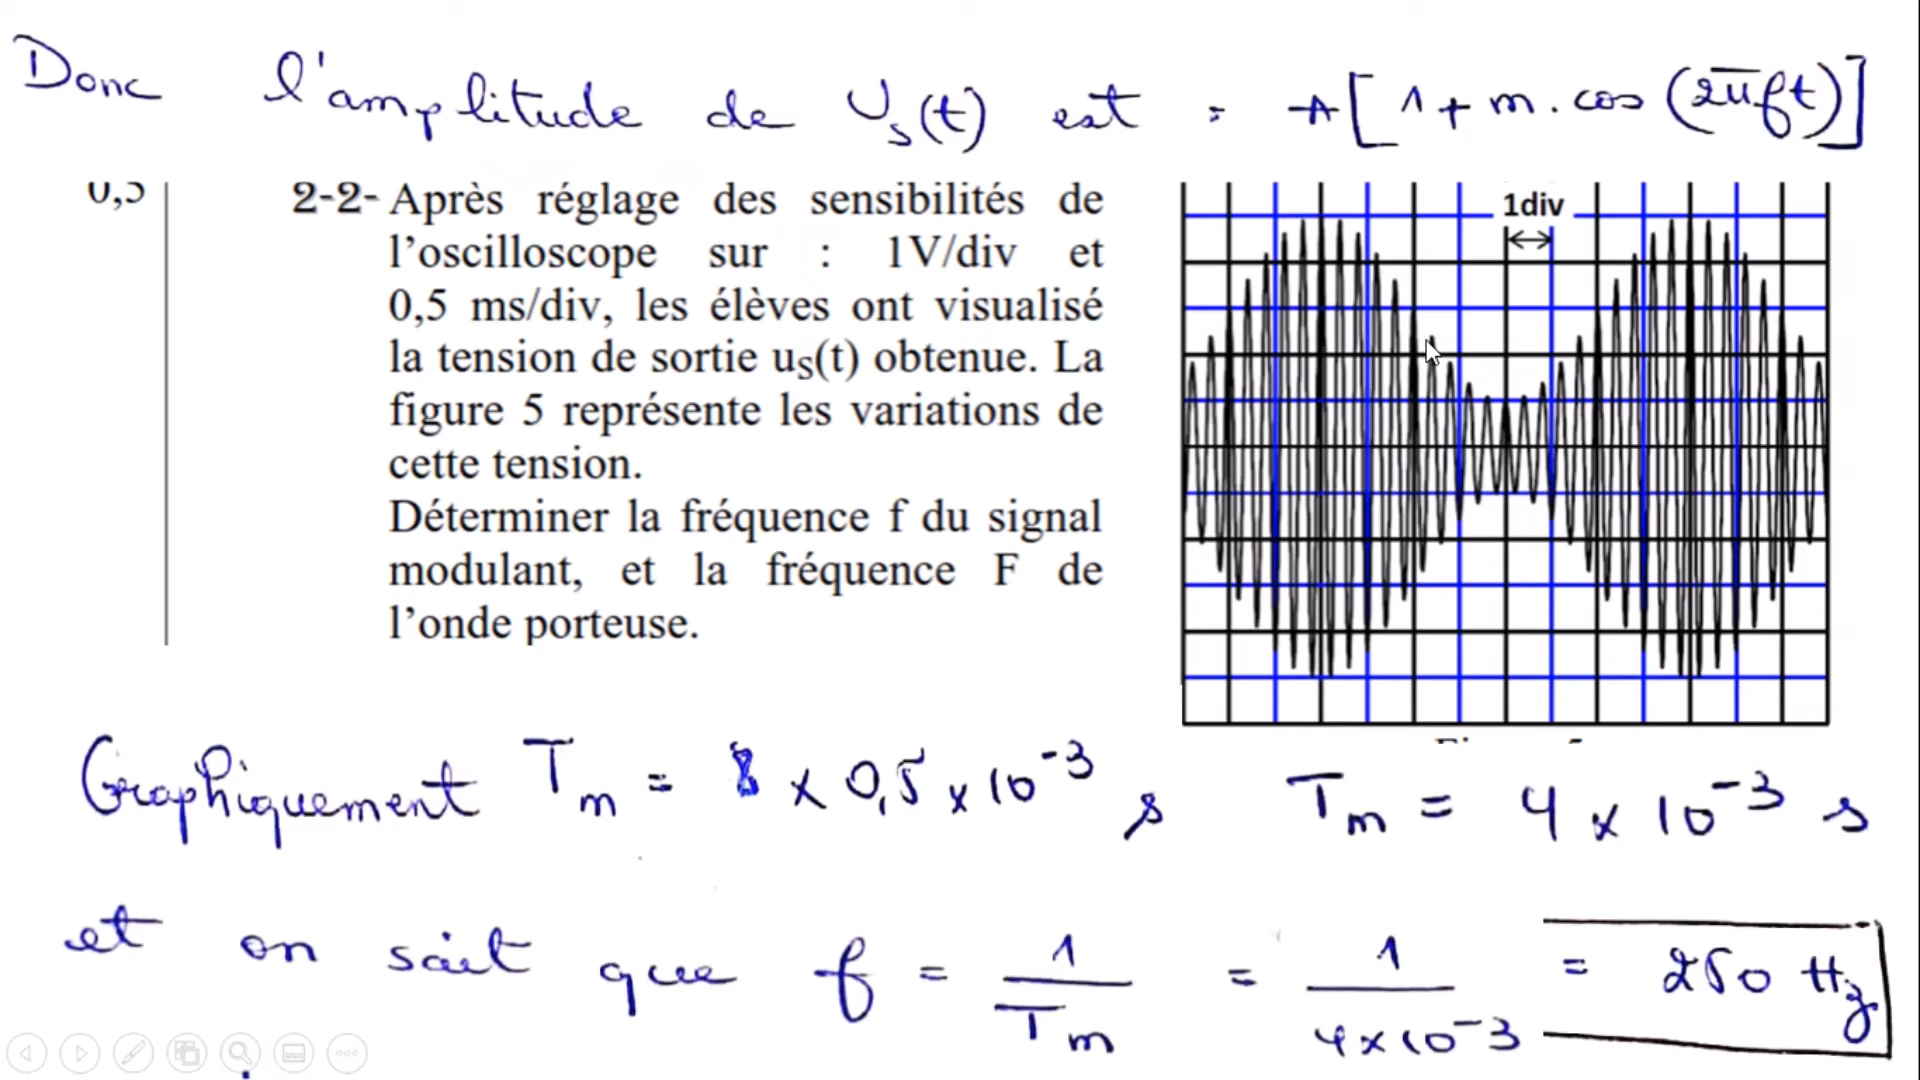 Donc l'amplitude de Us(t) est = A[1+m.cos(2πft)]
0,5
2-2- Après réglage des sensibilités de
l'oscilloscope sur : 1V/div et
0,5 ms/div, les élèves ont visualisé
la tension de sortie uS(t) obtenue. La
figure 5 représente les variations de
cette tension.
Déterminer la fréquence f du signal
modulant, et la fréquence F de
l'onde porteuse.
1div
Graphiquement Tm = 8 x 0,5 x 10⁻³ s Tm = 4 x 10⁻³ s
et on sait que f = 1/Tm = 1/4x10⁻³ = 250 Hz